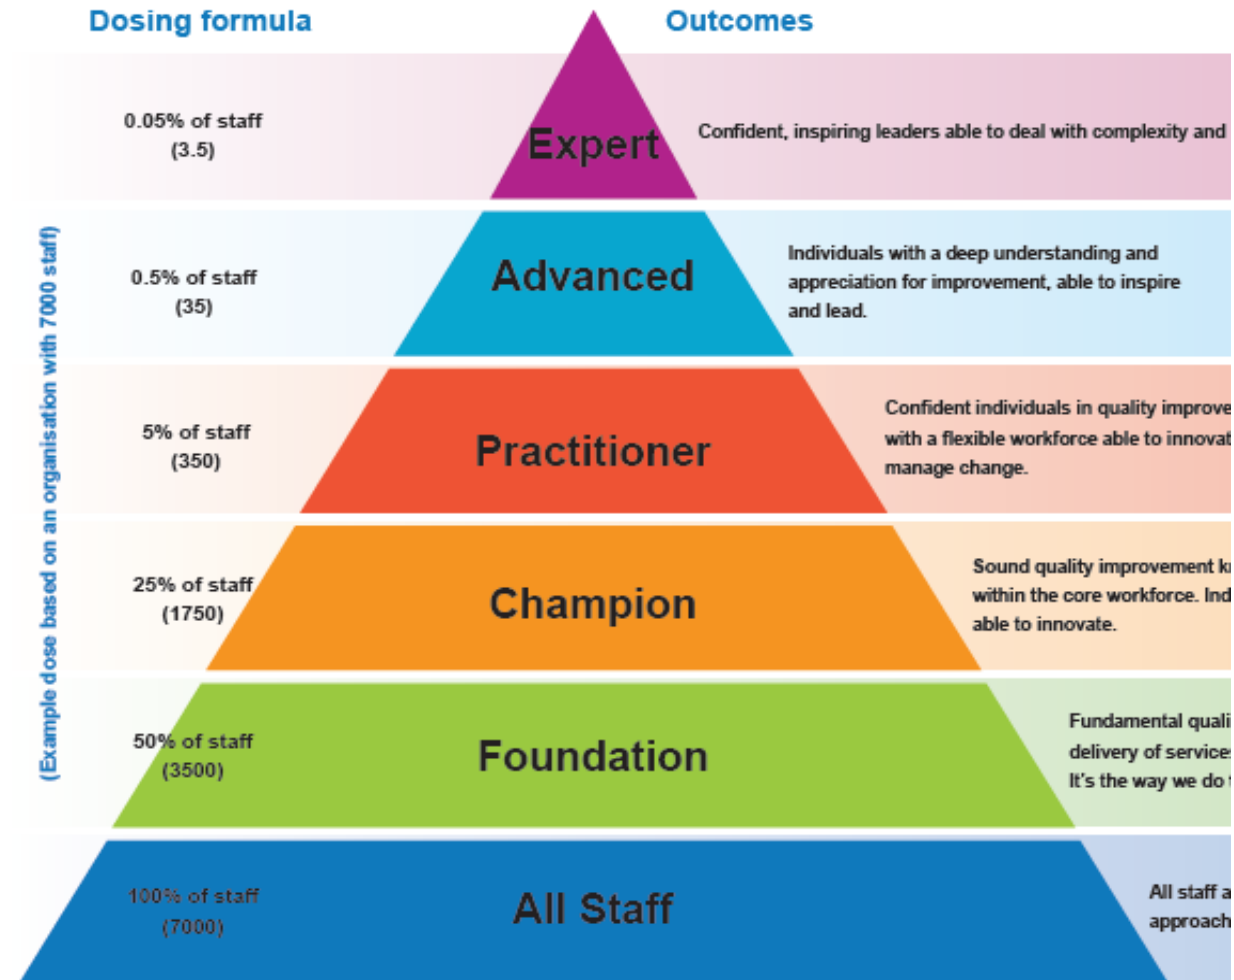 Dosing formula
Outcomes
(Example dose based on an organisation with 7000 staff)
0.05% of staff
(3.5)
Expert
Confident, inspiring leaders able to deal with complexity and
0.5% of staff
(35)
Advanced
Individuals with a deep understanding and
appreciation for improvement, able to inspire
and lead.
5% of staff
(350)
Practitioner
Confident individuals in quality improve
with a flexible workforce able to innovat
manage change.
25% of staff
(1750)
Champion
Sound quality improvement k
within the core workforce. Ind
able to innovate.
50% of staff
(3500)
Foundation
Fundamental quali
delivery of service
It's the way we do
100% of staff
(7000)
All Staff
All staff a
approach